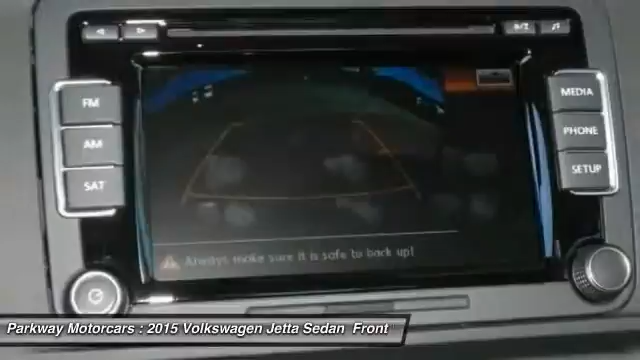 FM
AM
SAT
MEDIA
PHONE
SETUP
Always make sure it is safe to back up!
Parkway Motorcars : 2015 Volkswagen Jetta Sedan Front